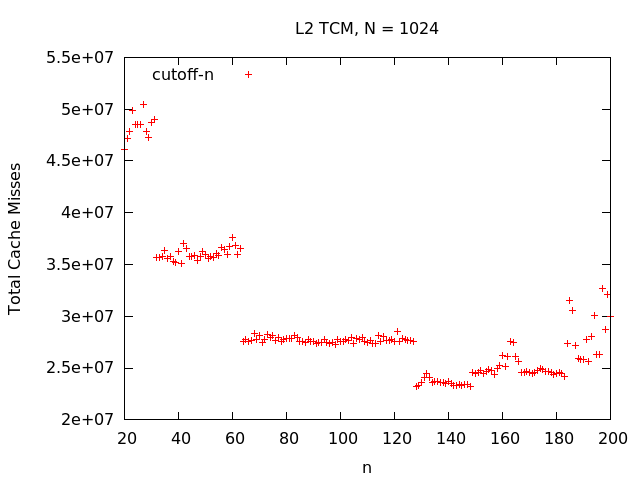 L2 TCM, N = 1024
cutoff-n
5.5e+07
5e+07
4.5e+07
4e+07
3.5e+07
3e+07
2.5e+07
2e+07
Total Cache Misses
20 40 60 80 100 120 140 160 180 200
n